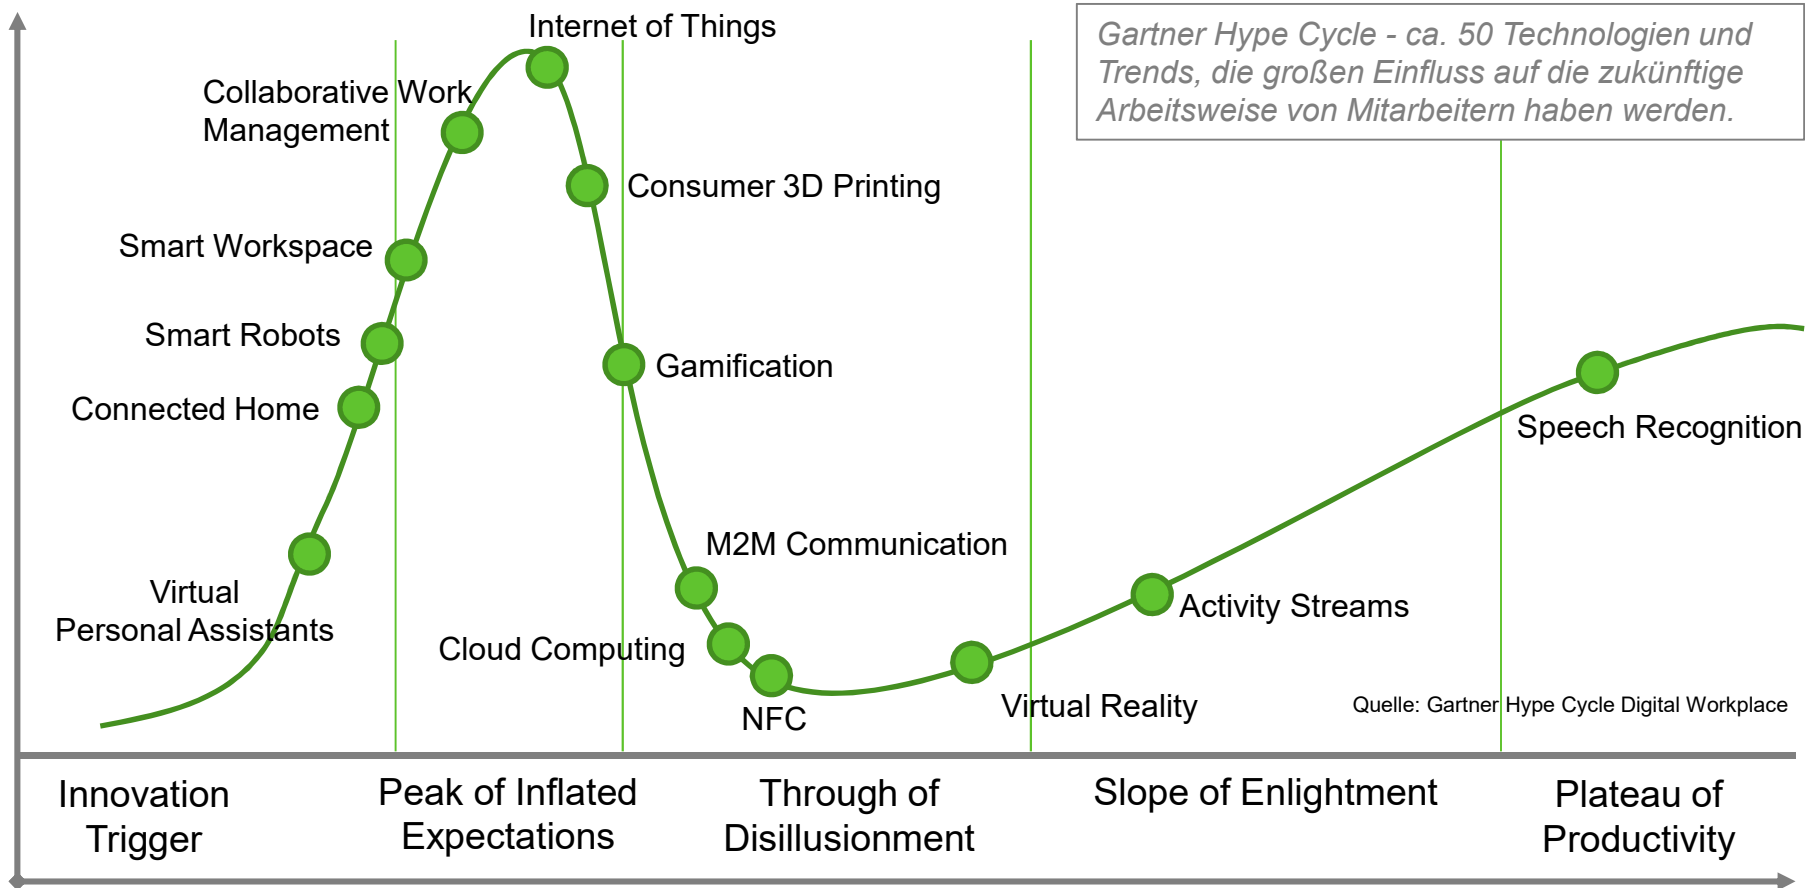 Internet of Things
Gartner Hype Cycle - ca. 50 Technologien und
Trends, die großen Einfluss auf die zukünftige
Arbeitsweise von Mitarbeitern haben werden.
Collaborative Work
Management
Consumer 3D Printing
Smart Workspace
Smart Robots
Gamification
Connected Home
Speech Recognition
M2M Communication
Virtual
Personal Assistants
Activity Streams
Cloud Computing
NFC
Virtual Reality
Quelle: Gartner Hype Cycle Digital Workplace
Innovation
Trigger
Peak of Inflated
Expectations
Through of
Disillusionment
Slope of Enlightment
Plateau of
Productivity